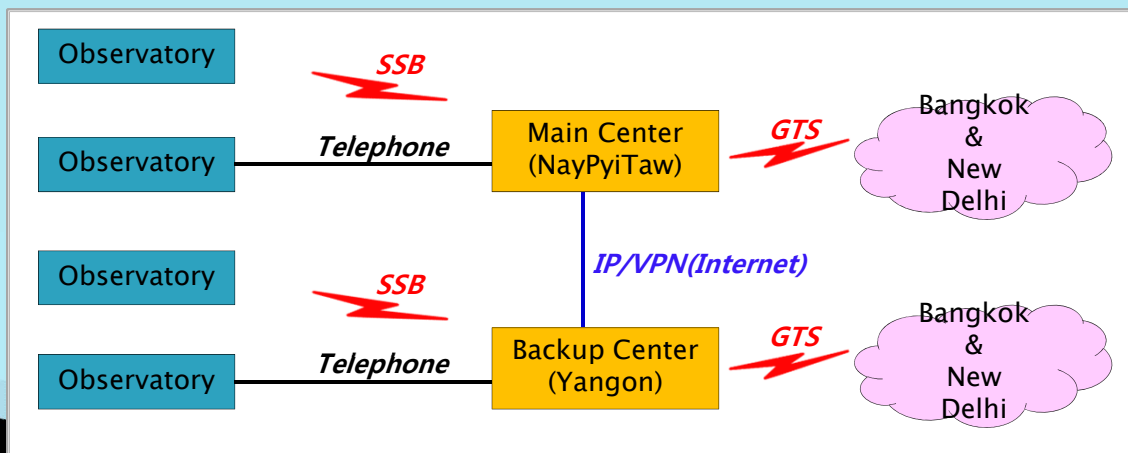 Observatory
SSB
Observatory
Telephone
Main Center
(NayPyiTaw)
GTS
Bangkok
&
New
Delhi
IP/VPN(Internet)
Observatory
SSB
Observatory
Telephone
Backup Center
(Yangon)
GTS
Bangkok
&
New
Delhi